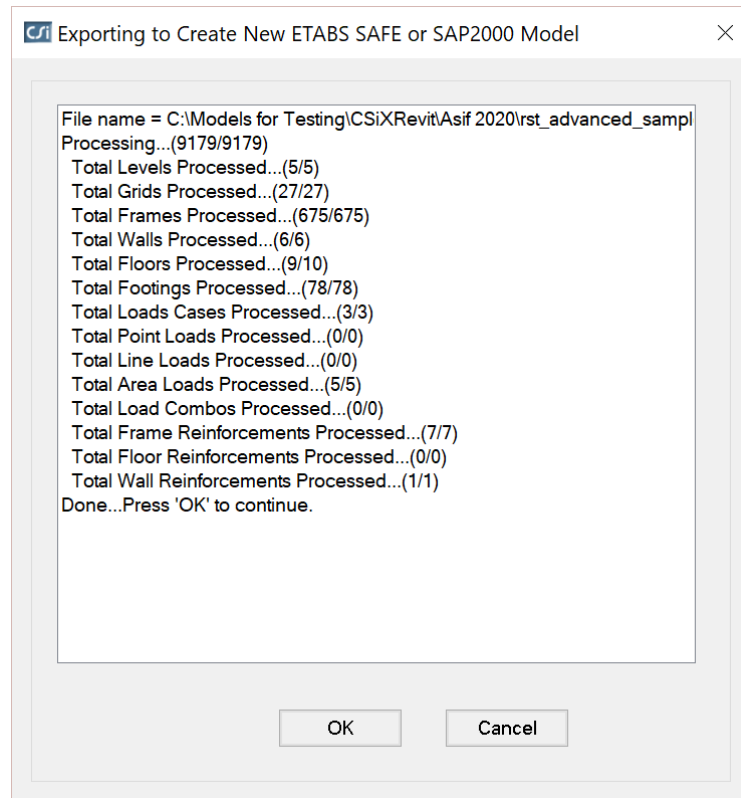 CSi Exporting to Create New ETABS SAFE or SAP2000 Model
File name = C:\Models for Testing\CSiXRevit\Asif 2020\rst_advanced_sampl
Processing...(9179/9179)
Total Levels Processed...(5/5)
Total Grids Processed...(27/27)
Total Frames Processed...(675/675)
Total Walls Processed...(6/6)
Total Floors Processed...(9/10)
Total Footings Processed...(78/78)
Total Loads Cases Processed...(3/3)
Total Point Loads Processed...(0/0)
Total Line Loads Processed...(0/0)
Total Area Loads Processed...(5/5)
Total Load Combos Processed...(0/0)
Total Frame Reinforcements Processed...(7/7)
Total Floor Reinforcements Processed...(0/0)
Total Wall Reinforcements Processed...(1/1)
Done...Press 'OK' to continue.
OK Cancel